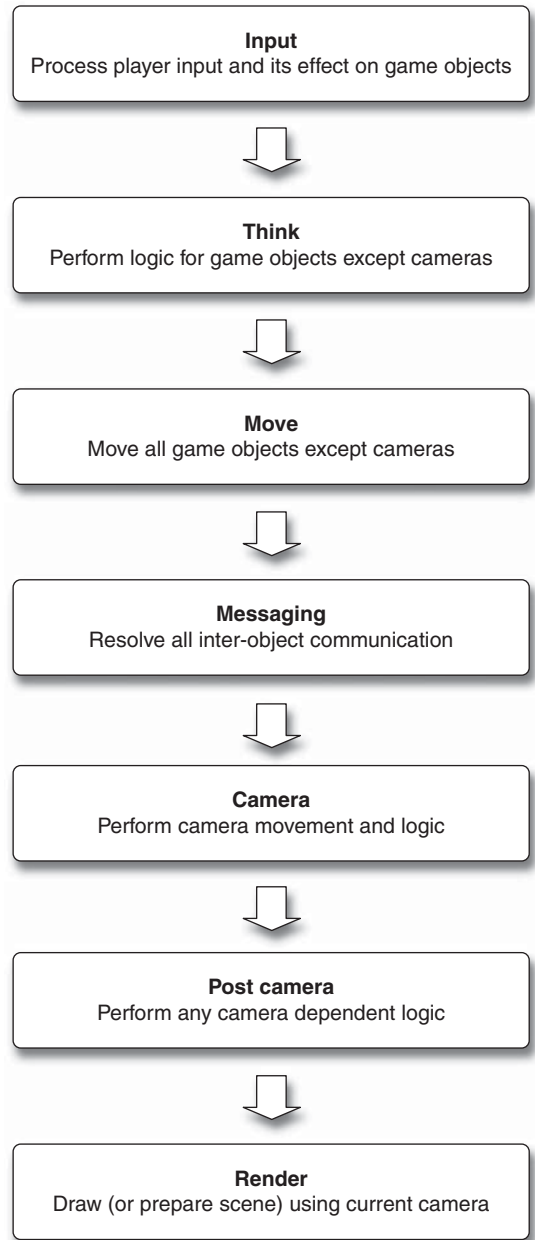 Input
Process player input and its effect on game objects
Think
Perform logic for game objects except cameras
Move
Move all game objects except cameras
Messaging
Resolve all inter-object communication
Camera
Perform camera movement and logic
Post camera
Perform any camera dependent logic
Render
Draw (or prepare scene) using current camera